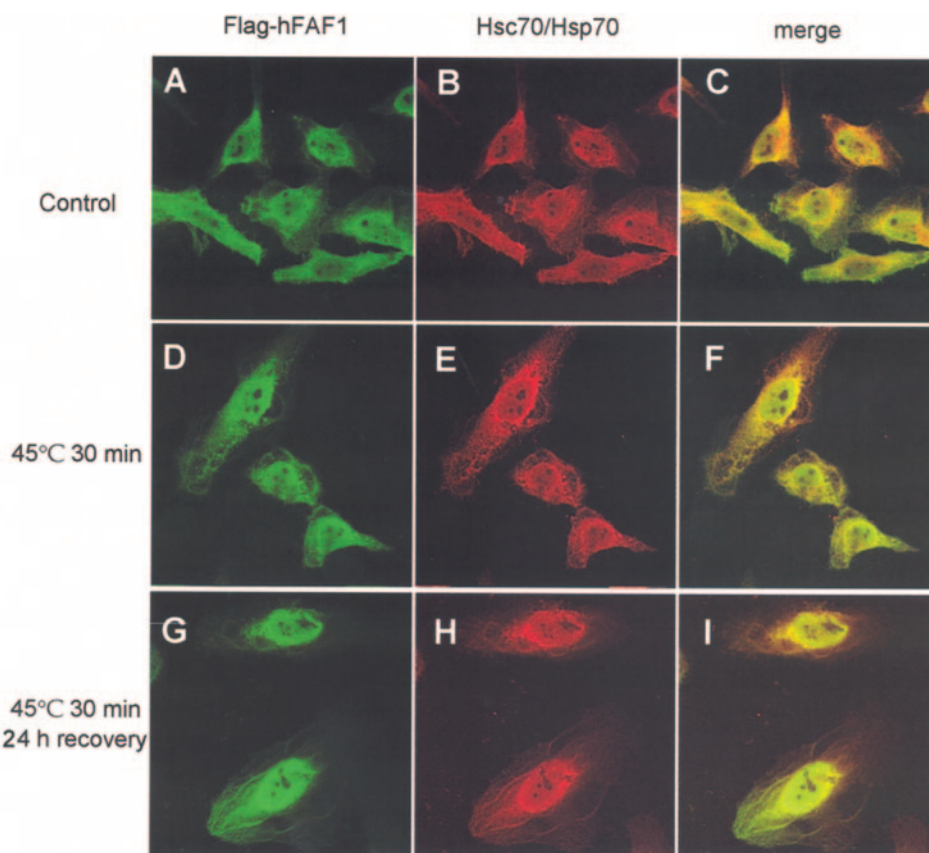 Flag-hFAF1 Hsc70/Hsp70 merge
A B C
Control
D E F
45°C 30 min
G H I
45°C 30 min
24 h recovery